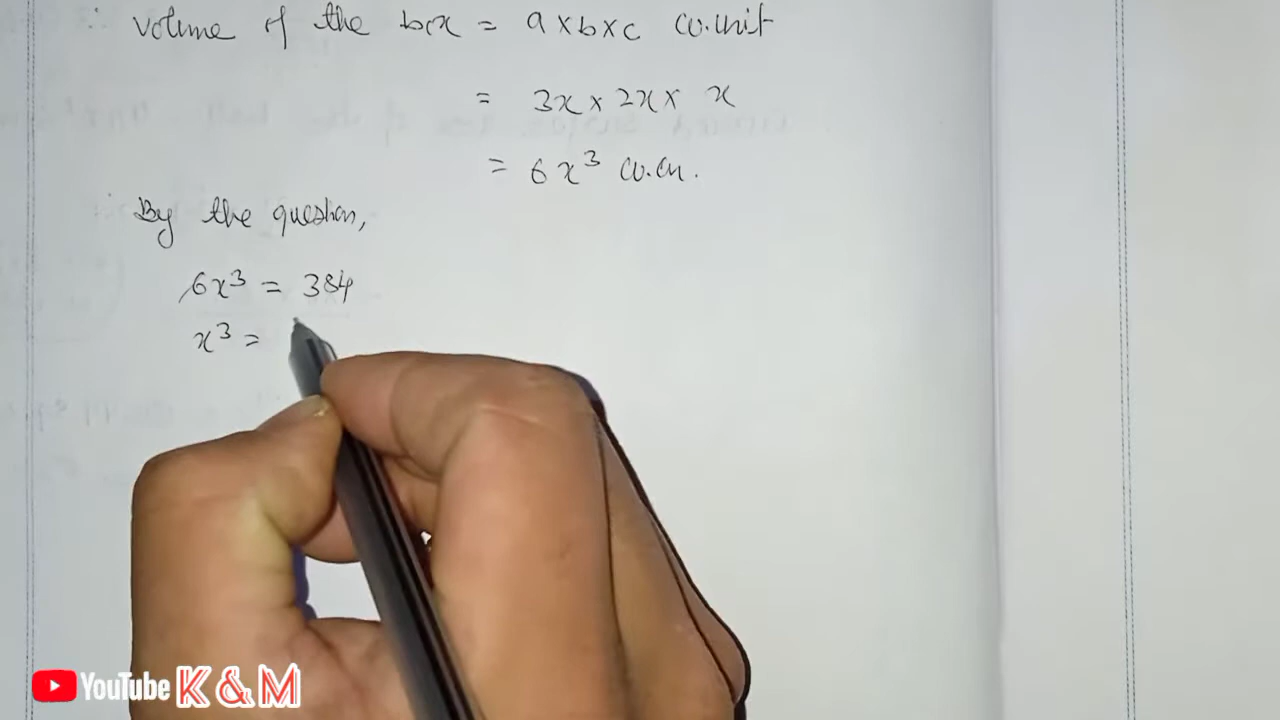 ∴ volume of the box = a×b×c cu.unit
= 3x × 2x × x
= 6x³ cu.cm.
By the question,
6x³ = 384
x³ =
YouTube K & M